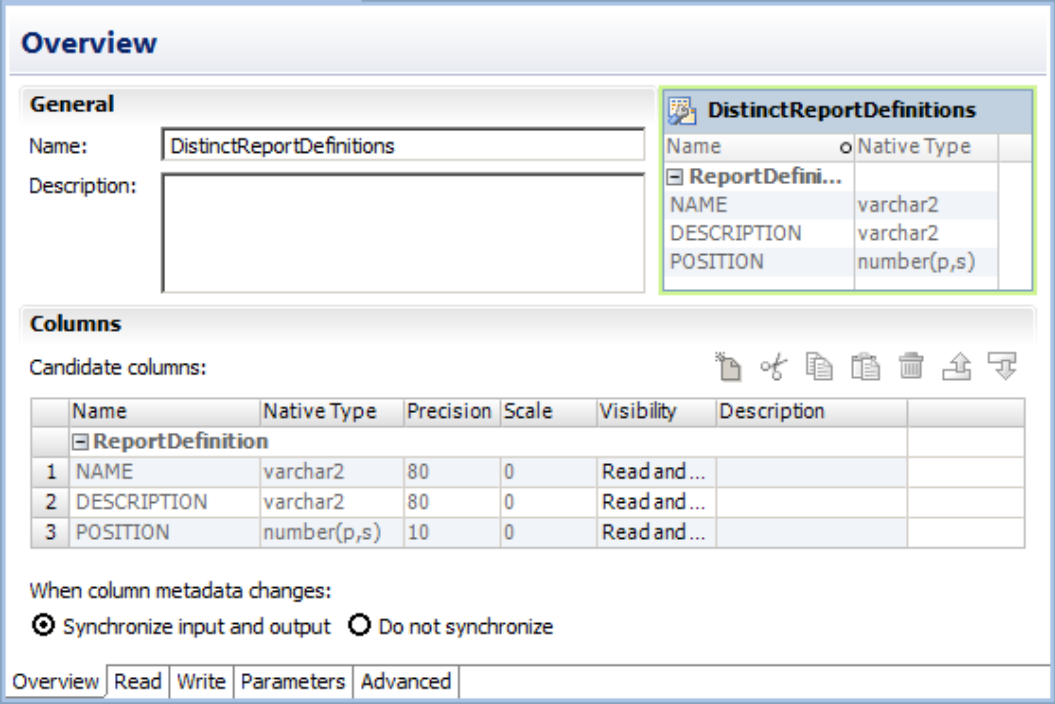 Overview
General
Name: DistinctReportDefinitions
Description:
DistinctReportDefinitions
Name Native Type
ReportDefini...
NAME varchar2
DESCRIPTION varchar2
POSITION number(p,s)
Columns
Candidate columns:
Name Native Type Precision Scale Visibility Description
ReportDefinition
1 NAME varchar2 80 0 Read and ...
2 DESCRIPTION varchar2 80 0 Read and ...
3 POSITION number(p,s) 10 0 Read and ...
When column metadata changes:
Synchronize input and output Do not synchronize
Overview Read Write Parameters Advanced